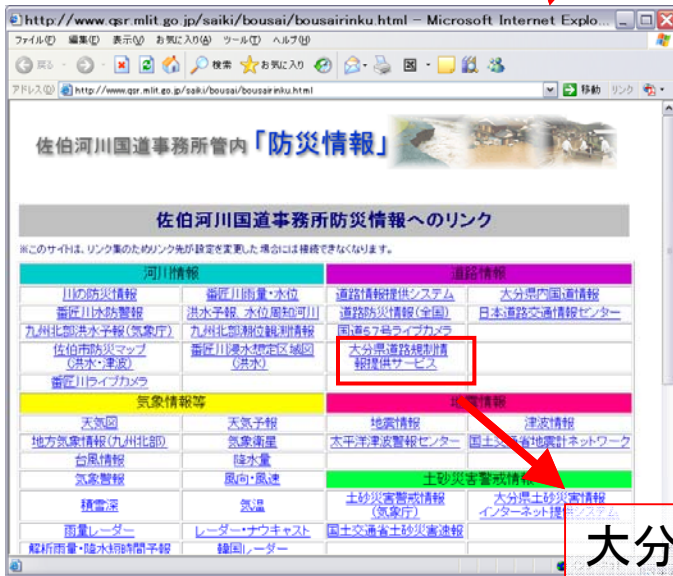 http://www.qsr.mlit.go.jp/saiki/bousai/bousairinku.html - Microsoft Internet Explo...
ファイル(F) 編集(E) 表示(V) お気に入り(A) ツール(T) ヘルプ(H)
戻る 検索 お気に入り
アドレス(D) http://www.qsr.mlit.go.jp/saiki/bousai/bousairinku.html 移動 リンク
佐伯河川国道事務所管内「防災情報」
佐伯河川国道事務所防災情報へのリンク
※このサイトは、リンク集のためリンク先が設定を変更した場合には接続できなくなります。
河川情報 道路情報
川の防災情報 番匠川雨量・水位 道路情報提供システム 大分県内国道情報
番匠川水防警報 洪水予報、水位周知河川 道路防災情報(全国) 日本道路交通情報センター
九州北部洪水予報(気象庁) 九州北部潮位観測情報 国道57号ライブカメラ
佐伯市防災マップ(洪水・津波) 番匠川浸水想定区域図(洪水) 大分県道路規制情報提供サービス
番匠川ライブカメラ
気象情報等 地震情報
天気図 天気予報 地震情報 津波情報
地方気象情報(九州北部) 気象衛星 太平洋津波警報センター 国土交通省地震計ネットワーク
台風情報 降水量
気象警報 風向・風速 土砂災害警戒情報
積雪深 気温 土砂災害警戒情報(気象庁) 大分県土砂災害情報インターネット提供システム
雨量レーダー レーダー・ナウキャスト 国土交通省土砂災害速報
解析雨量・降水短時間予報 韓国レーダー
大分